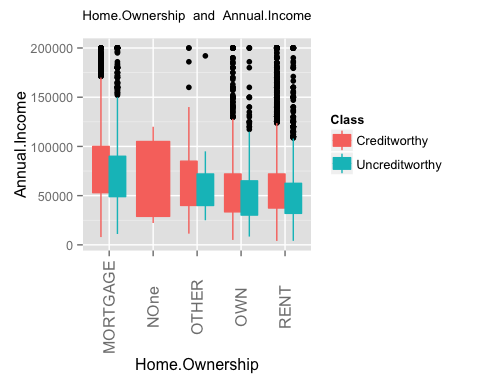 Home.Ownership and Annual.Income
200000
150000
100000
50000
0
Annual.Income
MORTGAGE
NOne
OTHER
OWN
RENT
Home.Ownership
Class
Creditworthy
Uncreditworthy